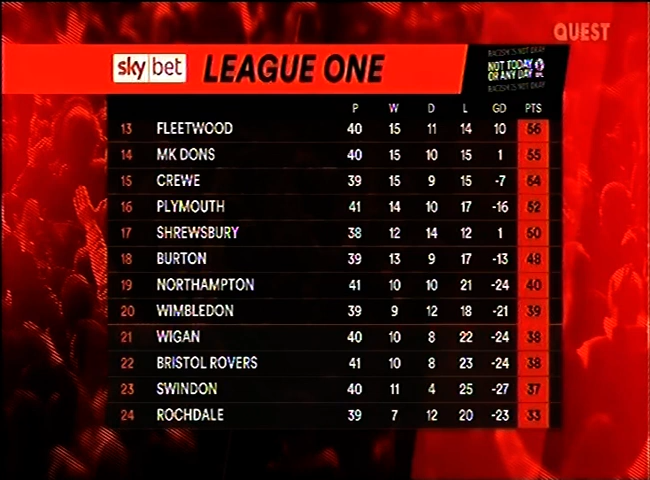 QUEST
RACISM IS NOT OKAY
sky bet LEAGUE ONE NOT TODAY
OR ANY DAY
RACISM IS NOT OKAY
P W D L GD PTS
13 FLEETWOOD 40 15 11 14 10 56
14 MK DONS 40 15 10 15 1 55
15 CREWE 39 15 9 15 -7 54
16 PLYMOUTH 41 14 10 17 -16 52
17 SHREWSBURY 38 12 14 12 1 50
18 BURTON 39 13 9 17 -13 48
19 NORTHAMPTON 41 10 10 21 -24 40
20 WIMBLEDON 39 9 12 18 -21 39
21 WIGAN 40 10 8 22 -24 38
22 BRISTOL ROVERS 41 10 8 23 -24 38
23 SWINDON 40 11 4 25 -27 37
24 ROCHDALE 39 7 12 20 -23 33